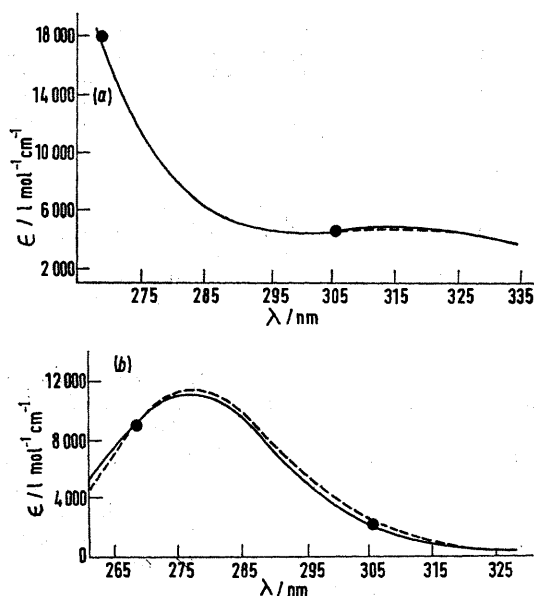 18 000
14 000
10 000
6 000
2 000
ϵ / l mol⁻¹ cm⁻¹
(a)
275 285 295 305 315 325 335
λ / nm
12 000
8 000
4 000
0
ϵ / l mol⁻¹ cm⁻¹
(b)
265 275 285 295 305 315 325
λ / nm